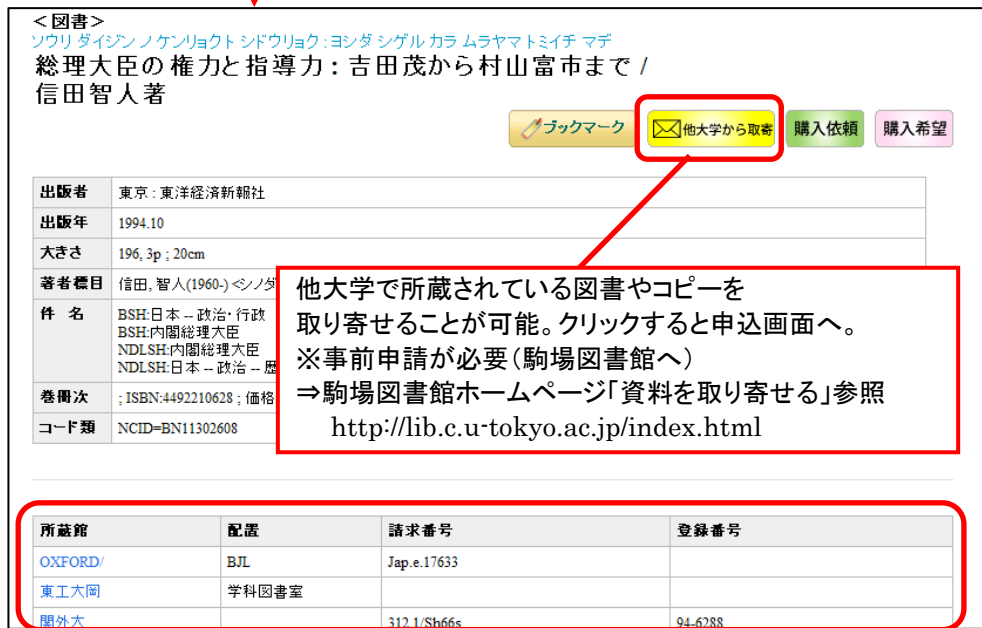 <図書>
ソウリ ダイジン ノ ケンリョク ト シドウリョク : ヨシダ シゲル カラ ムラヤマ トミイチ マデ
総理大臣の権力と指導力 : 吉田茂から村山富市まで /
信田智人著
ブックマーク 他大学から取寄 購入依頼 購入希望
出版者 東京 : 東洋経済新報社
出版年 1994.10
大きさ 196, 3p ; 20cm
著者標目 信田, 智人(1960-) <シノダ
件 名 BSH:日本 -- 政治・行政
BSH:内閣総理大臣
NDLSH:内閣総理大臣
NDLSH:日本 -- 政治 -- 歴
巻冊次 ; ISBN:4492210628 ; 価格
コード類 NCID=BN11302608
他大学で所蔵されている図書やコピーを
取り寄せることが可能。クリックすると申込画面へ。
※事前申請が必要(駒場図書館へ)
⇒駒場図書館ホームページ「資料を取り寄せる」参照
http://lib.c.u-tokyo.ac.jp/index.html
所蔵館 配置 請求番号 登録番号
OXFORD/ BJL Jap.e.17633
東工大岡 学科図書室
関外大 312.1/Sh66s 94-6288